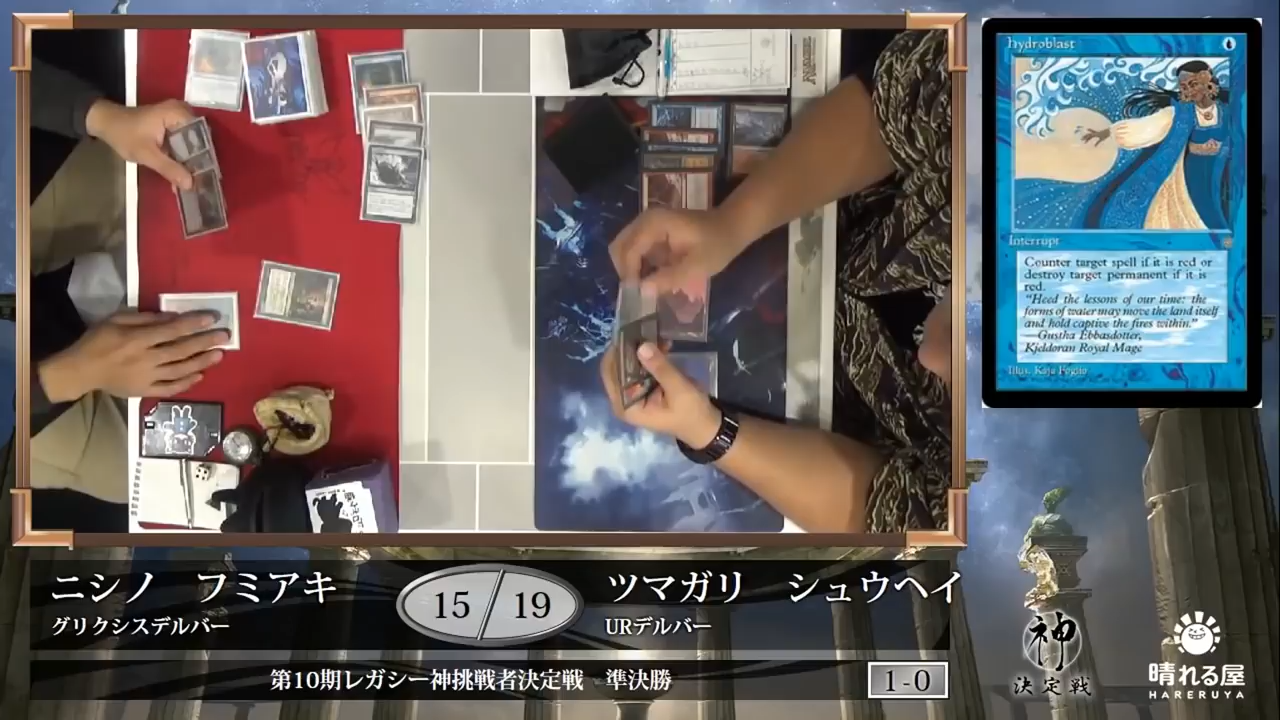 Hydroblast
Interrupt
Counter target spell if it is red or
destroy target permanent if it is
red.
"Heed the lessons of our time: the
forms of water may move the land itself
and hold captive the fires within."
—Gustha Ebbasdotter,
Kjeldoran Royal Mage
Illus. Kaja Foglio
ニシノ フミアキ
グリクシスデルバー
15 / 19
ツマガリ シュウヘイ
URデルバー
第10期レガシー神挑戦者決定戦 準決勝
1-0
神
決定戦
晴れる屋
HARERUYA